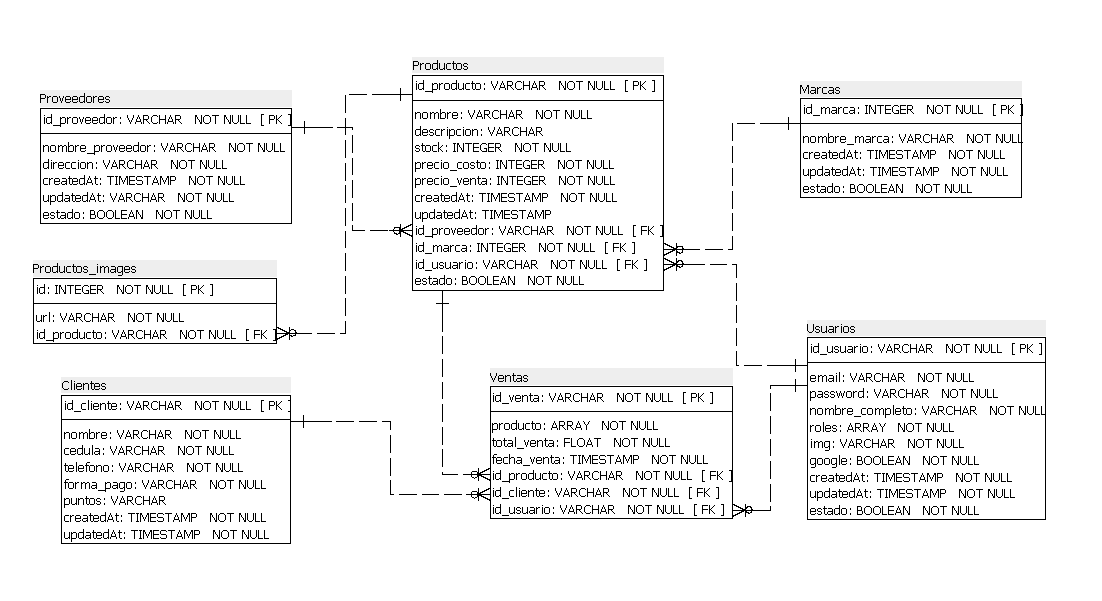 Productos
id_producto: VARCHAR NOT NULL [ PK ]
nombre: VARCHAR NOT NULL
descripcion: VARCHAR
stock: INTEGER NOT NULL
precio_costo: INTEGER NOT NULL
precio_venta: INTEGER NOT NULL
createdAt: TIMESTAMP NOT NULL
updatedAt: TIMESTAMP
id_proveedor: VARCHAR NOT NULL [ FK ]
id_marca: INTEGER NOT NULL [ FK ]
id_usuario: VARCHAR NOT NULL [ FK ]
estado: BOOLEAN NOT NULL
Proveedores
id_proveedor: VARCHAR NOT NULL [ PK ]
nombre_proveedor: VARCHAR NOT NULL
direccion: VARCHAR NOT NULL
createdAt: TIMESTAMP NOT NULL
updatedAt: VARCHAR NOT NULL
estado: BOOLEAN NOT NULL
Marcas
id_marca: INTEGER NOT NULL [ PK ]
nombre_marca: VARCHAR NOT NULL
createdAt: TIMESTAMP NOT NULL
updatedAt: TIMESTAMP NOT NULL
estado: BOOLEAN NOT NULL
Productos_images
id: INTEGER NOT NULL [ PK ]
url: VARCHAR NOT NULL
id_producto: VARCHAR NOT NULL [ FK ]
Clientes
id_cliente: VARCHAR NOT NULL [ PK ]
nombre: VARCHAR NOT NULL
cedula: VARCHAR NOT NULL
telefono: VARCHAR NOT NULL
forma_pago: VARCHAR NOT NULL
puntos: VARCHAR
createdAt: TIMESTAMP NOT NULL
updatedAt: TIMESTAMP NOT NULL
Ventas
id_venta: VARCHAR NOT NULL [ PK ]
producto: ARRAY NOT NULL
total_venta: FLOAT NOT NULL
fecha_venta: TIMESTAMP NOT NULL
id_producto: VARCHAR NOT NULL [ FK ]
id_cliente: VARCHAR NOT NULL [ FK ]
id_usuario: VARCHAR NOT NULL [ FK ]
Usuarios
id_usuario: VARCHAR NOT NULL [ PK ]
email: VARCHAR NOT NULL
password: VARCHAR NOT NULL
nombre_completo: VARCHAR NOT NULL
roles: ARRAY NOT NULL
img: VARCHAR NOT NULL
google: BOOLEAN NOT NULL
createdAt: TIMESTAMP NOT NULL
updatedAt: TIMESTAMP NOT NULL
estado: BOOLEAN NOT NULL